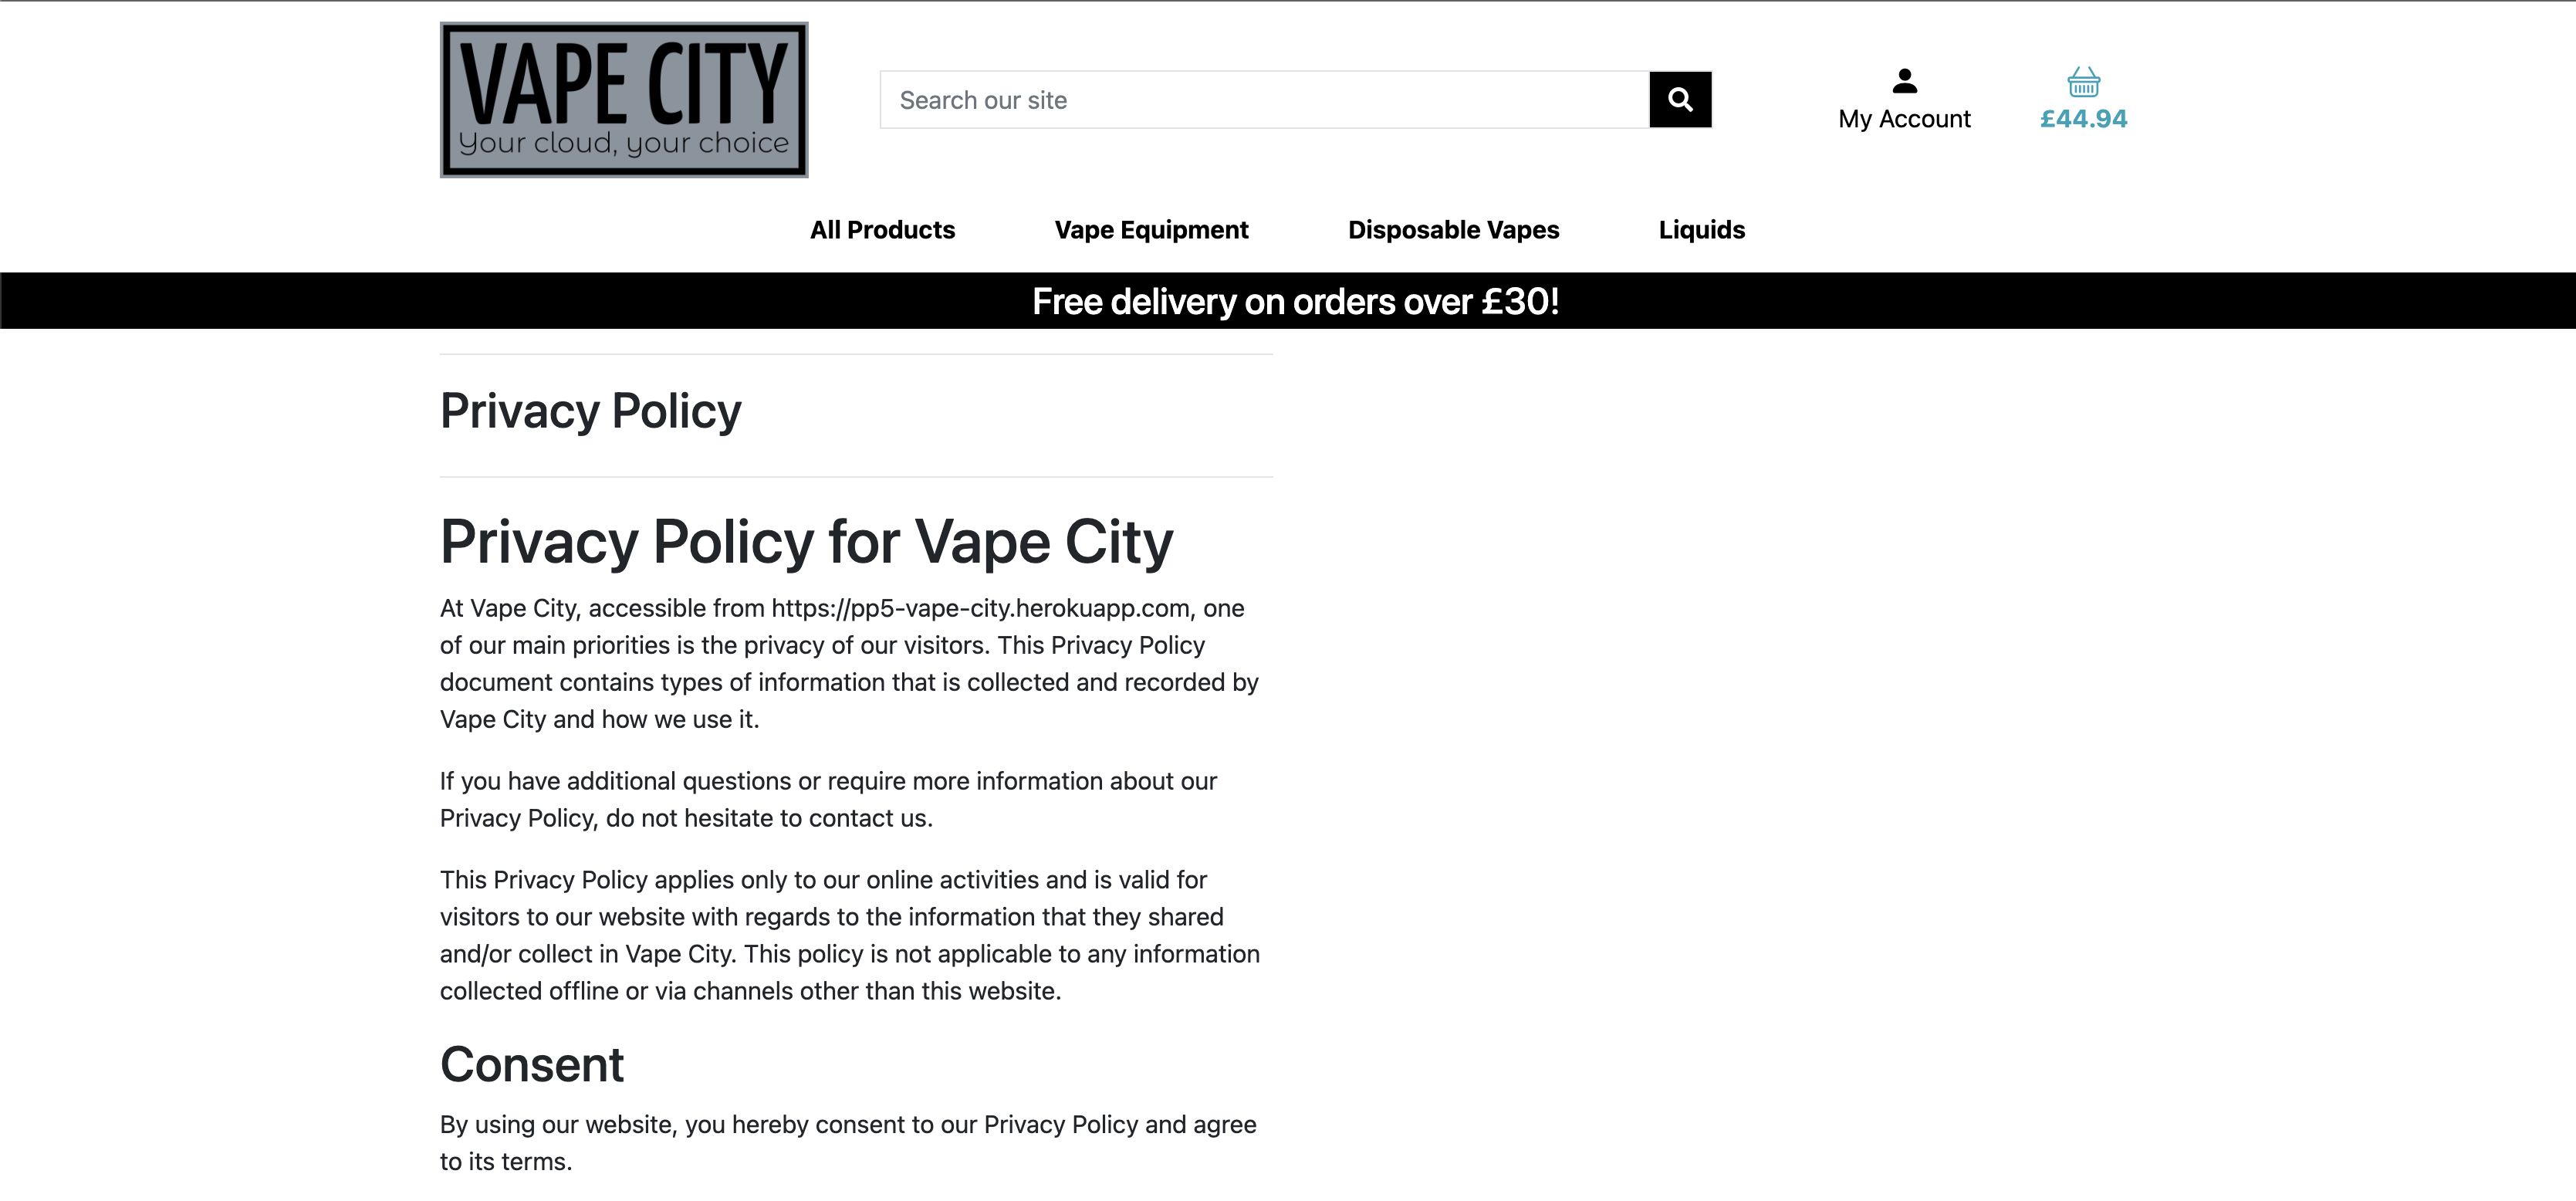 VAPE CITY
Your cloud, your choice
Search our site
My Account
£44.94
All Products
Vape Equipment
Disposable Vapes
Liquids
Free delivery on orders over £30!
Privacy Policy
Privacy Policy for Vape City
At Vape City, accessible from https://pp5-vape-city.herokuapp.com, one
of our main priorities is the privacy of our visitors. This Privacy Policy
document contains types of information that is collected and recorded by
Vape City and how we use it.
If you have additional questions or require more information about our
Privacy Policy, do not hesitate to contact us.
This Privacy Policy applies only to our online activities and is valid for
visitors to our website with regards to the information that they shared
and/or collect in Vape City. This policy is not applicable to any information
collected offline or via channels other than this website.
Consent
By using our website, you hereby consent to our Privacy Policy and agree
to its terms.